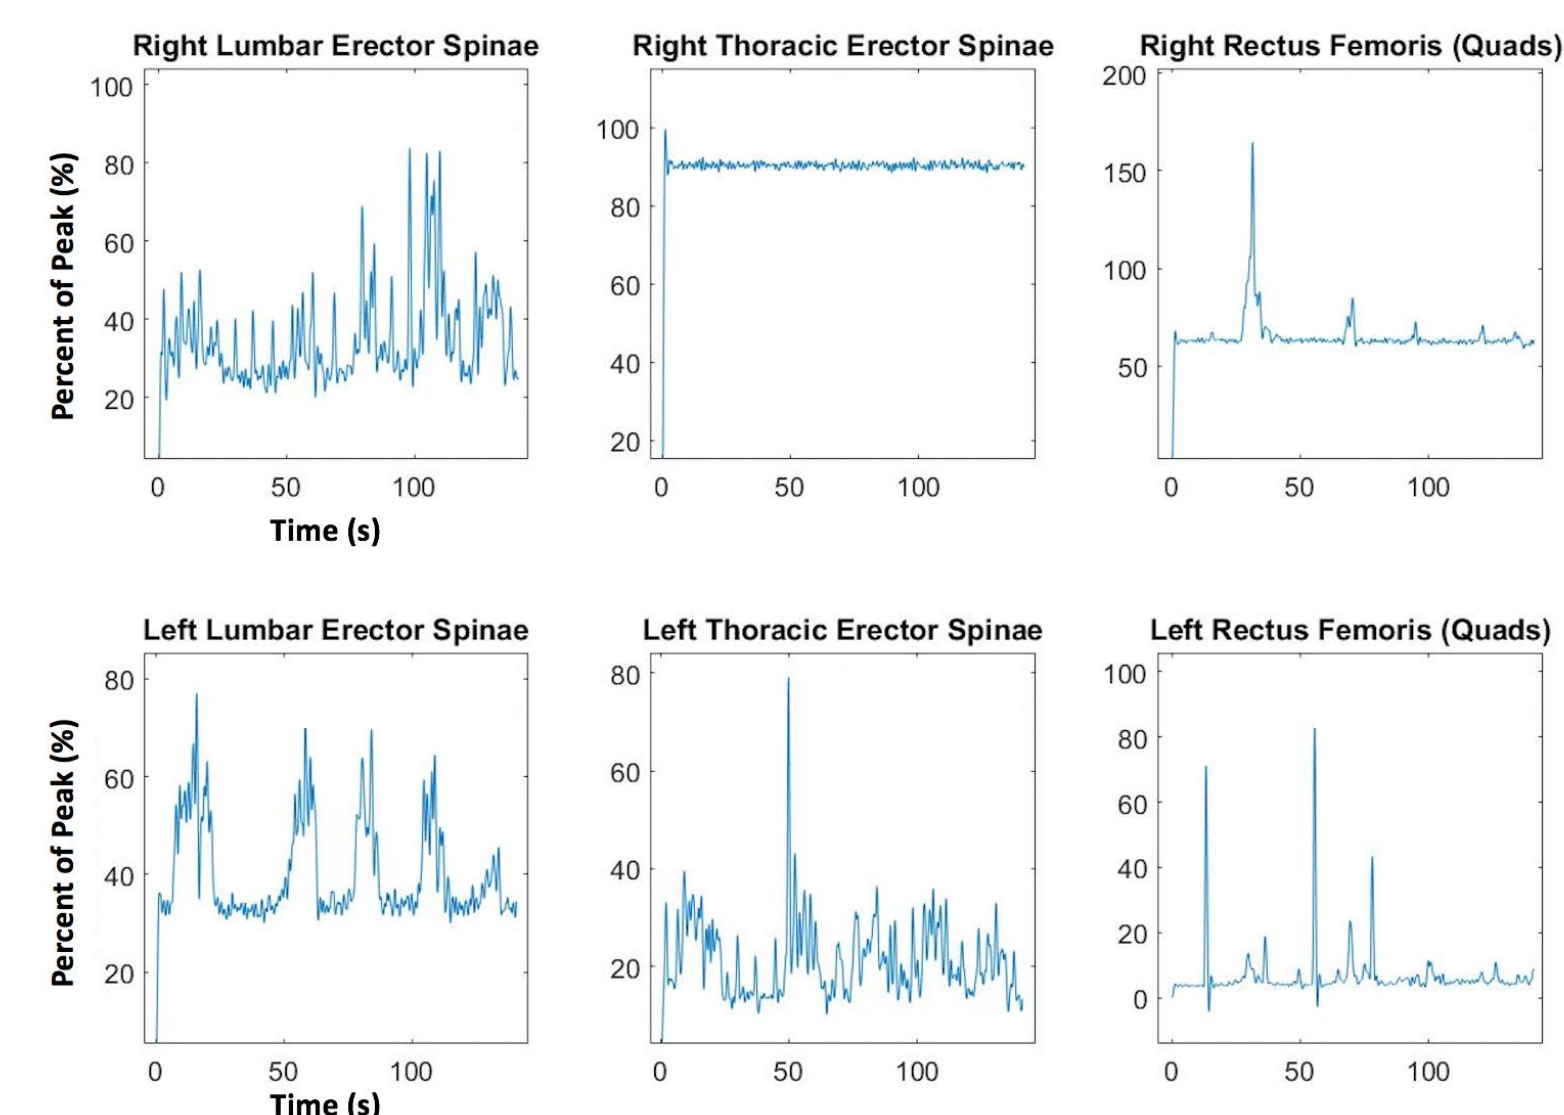 Right Lumbar Erector Spinae
Percent of Peak (%)
100
80
60
40
20
0 50 100
Time (s)
Right Thoracic Erector Spinae
100
80
60
40
20
0 50 100
Right Rectus Femoris (Quads)
200
150
100
50
0 50 100
Left Lumbar Erector Spinae
Percent of Peak (%)
80
60
40
20
0 50 100
Time (s)
Left Thoracic Erector Spinae
80
60
40
20
0 50 100
Left Rectus Femoris (Quads)
100
80
60
40
20
0
0 50 100